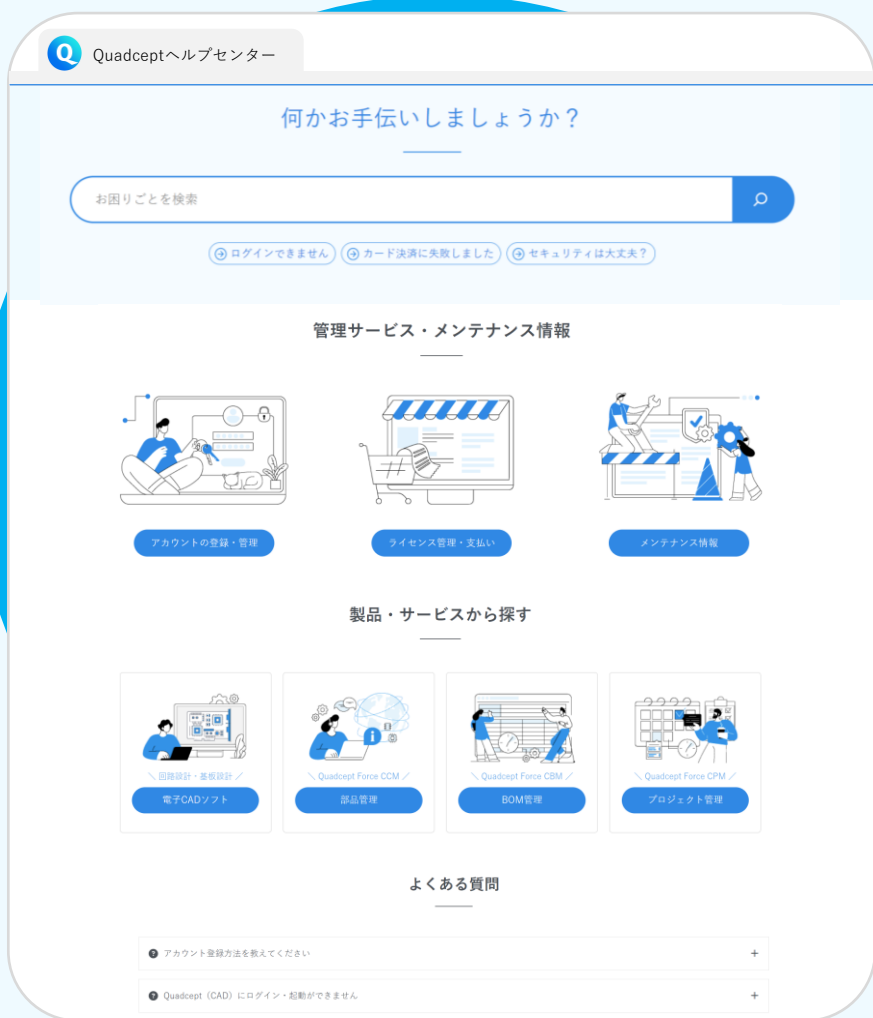 Quadceptヘルプセンター
何かお手伝いしましょうか？
お困りごとを検索
ログインできません カード決済に失敗しました セキュリティは大丈夫？
管理サービス・メンテナンス情報
アカウントの登録・管理 ライセンス管理・支払い メンテナンス情報
製品・サービスから探す
＼ 回路設計・基板設計 ／ ＼ Quadcept Force CCM ／ ＼ Quadcept Force CBM ／ ＼ Quadcept Force CPM ／
電子CADソフト 部品管理 BOM管理 プロジェクト管理
よくある質問
アカウント登録方法を教えてください
Quadcept（CAD）にログイン・起動ができません